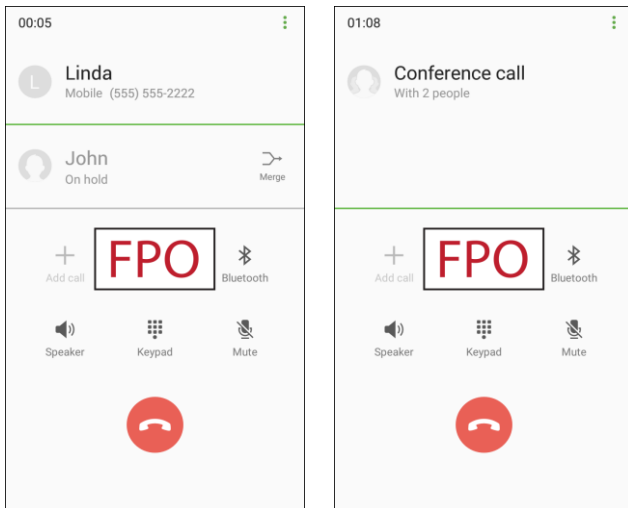 00:05
L Linda
Mobile (555) 555-2222
John
On hold
Merge
FPO
Add call Bluetooth
Speaker Keypad Mute
01:08
Conference call
With 2 people
FPO
Add call Bluetooth
Speaker Keypad Mute